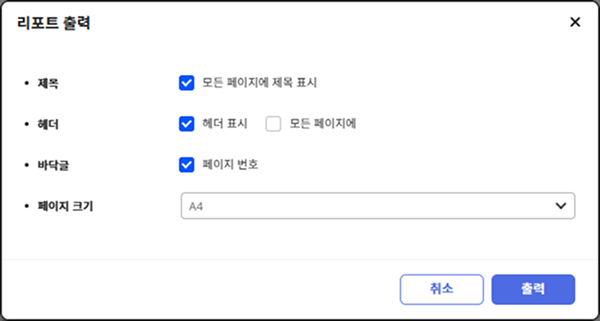 리포트 출력
• 제목 모든 페이지에 제목 표시
• 헤더 헤더 표시 모든 페이지에
• 바닥글 페이지 번호
• 페이지 크기 A4
취소 출력